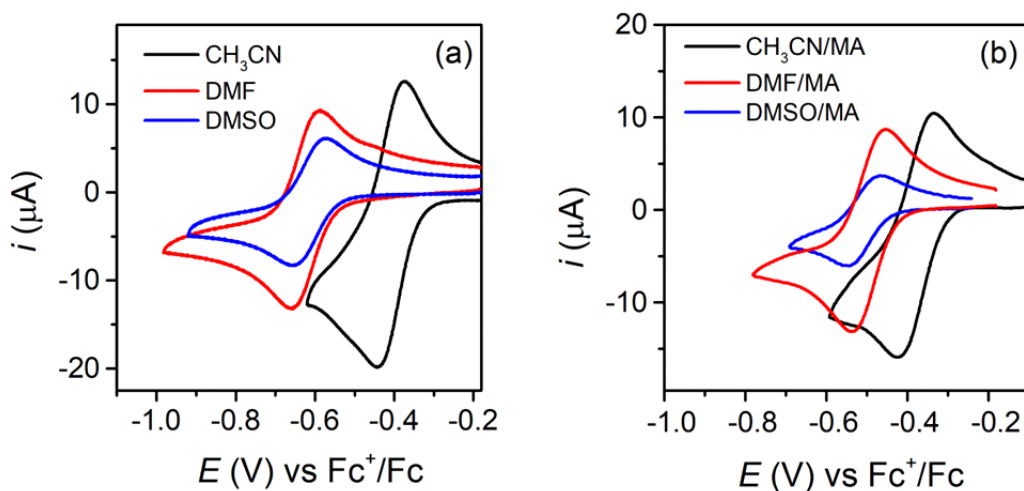 (a)
CH₃CN
DMF
DMSO
10
0
-10
-20
i (μA)
-1.0 -0.8 -0.6 -0.4 -0.2
E (V) vs Fc⁺/Fc
(b)
CH₃CN/MA
DMF/MA
DMSO/MA
20
10
0
-10
i (μA)
-1.0 -0.8 -0.6 -0.4 -0.2
E (V) vs Fc⁺/Fc